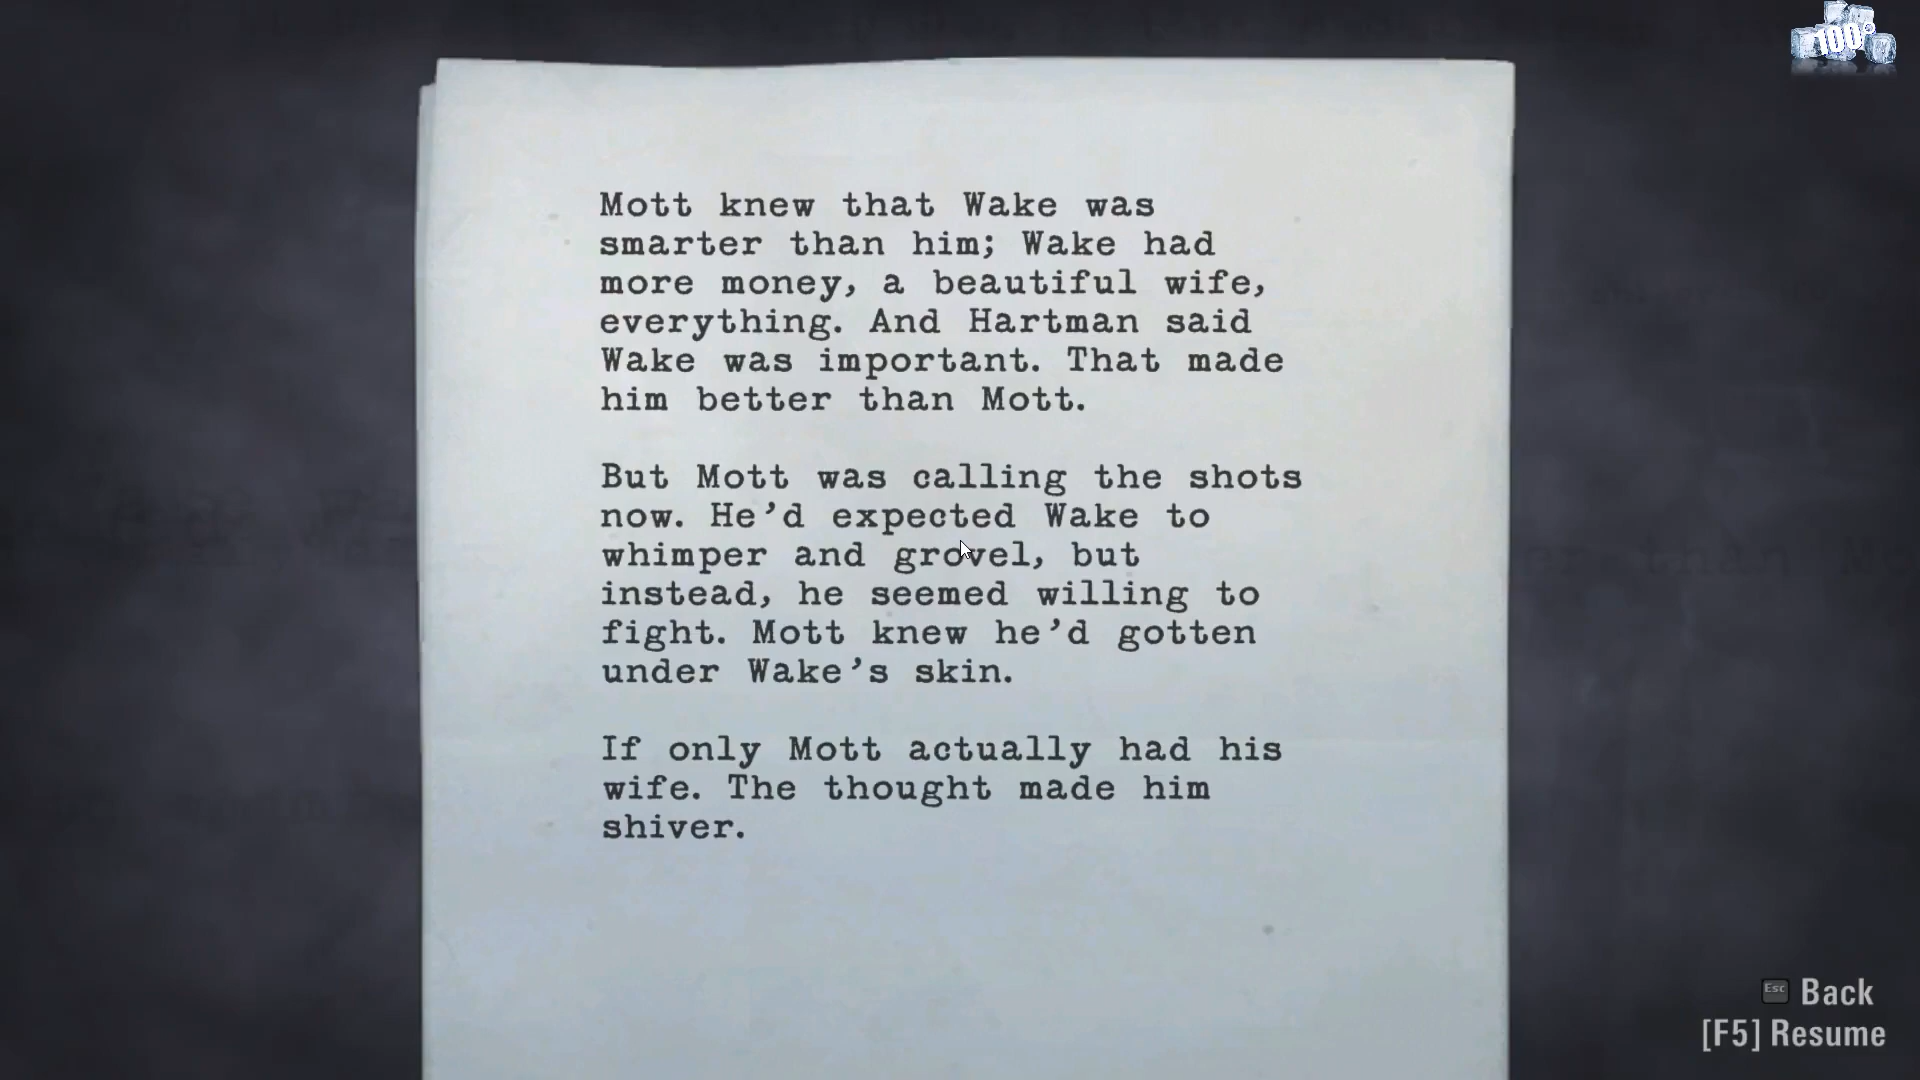 100°
Mott knew that Wake was
smarter than him; Wake had
more money, a beautiful wife,
everything. And Hartman said
Wake was important. That made
him better than Mott.
But Mott was calling the shots
now. He’d expected Wake to
whimper and grovel, but
instead, he seemed willing to
fight. Mott knew he’d gotten
under Wake’s skin.
If only Mott actually had his
wife. The thought made him
shiver.
Esc Back
[F5] Resume